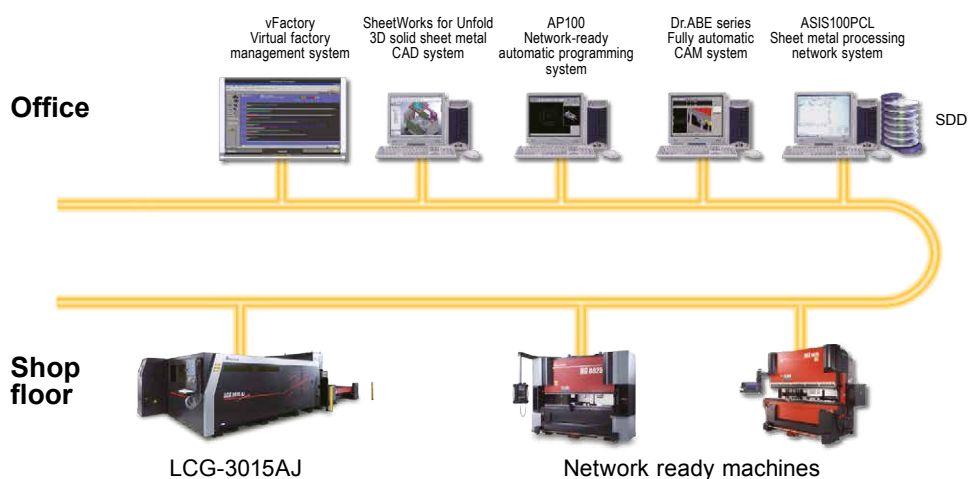 vFactory
Virtual factory
management system
SheetWorks for Unfold
3D solid sheet metal
CAD system
AP100
Network-ready
automatic programming
system
Dr.ABE series
Fully automatic
CAM system
ASIS100PCL
Sheet metal processing
network system
Office
SDD
Shop
floor
LCG-3015AJ
Network ready machines